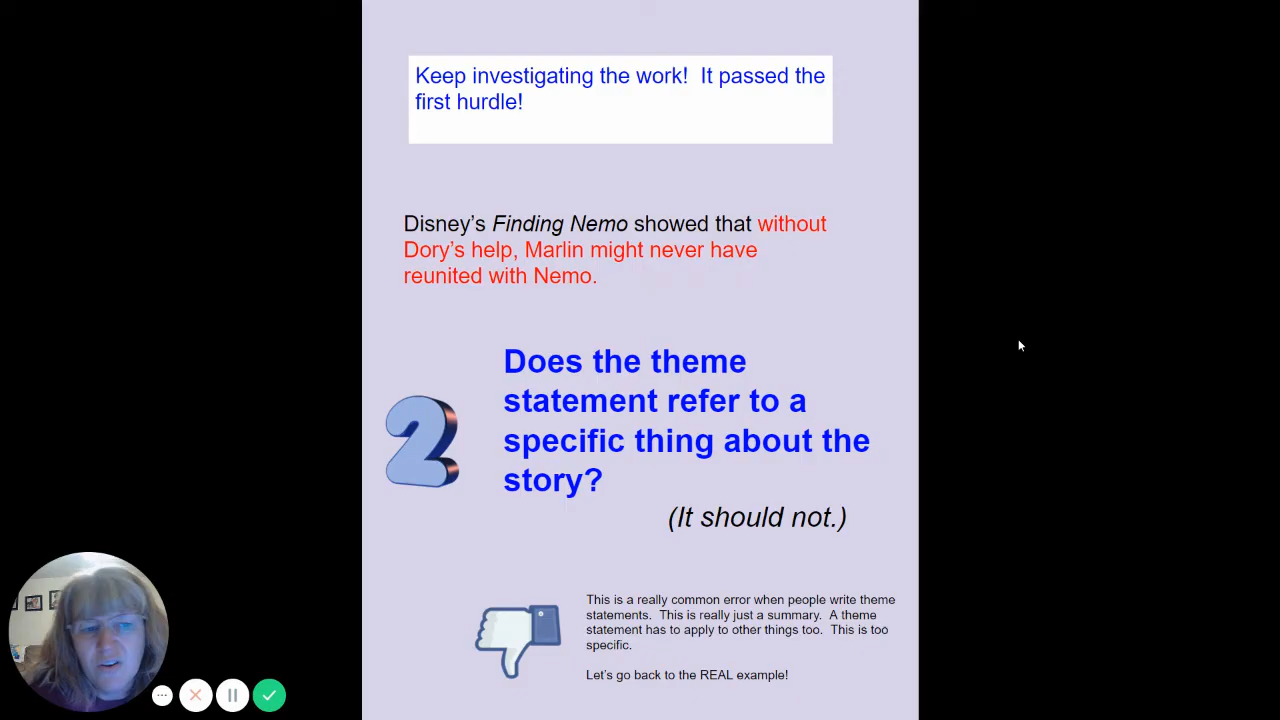 Keep investigating the work!  It passed the
first hurdle!
Disney's Finding Nemo showed that without
Dory's help, Marlin might never have
reunited with Nemo.
Does the theme
statement refer to a
2
specific thing about the
story?
(It should not.)
This is a really common error when people write theme
statements.  This is really just a summary.  A theme
statement has to apply to other things too.  This is too
specific.
Let's go back to the REAL example!